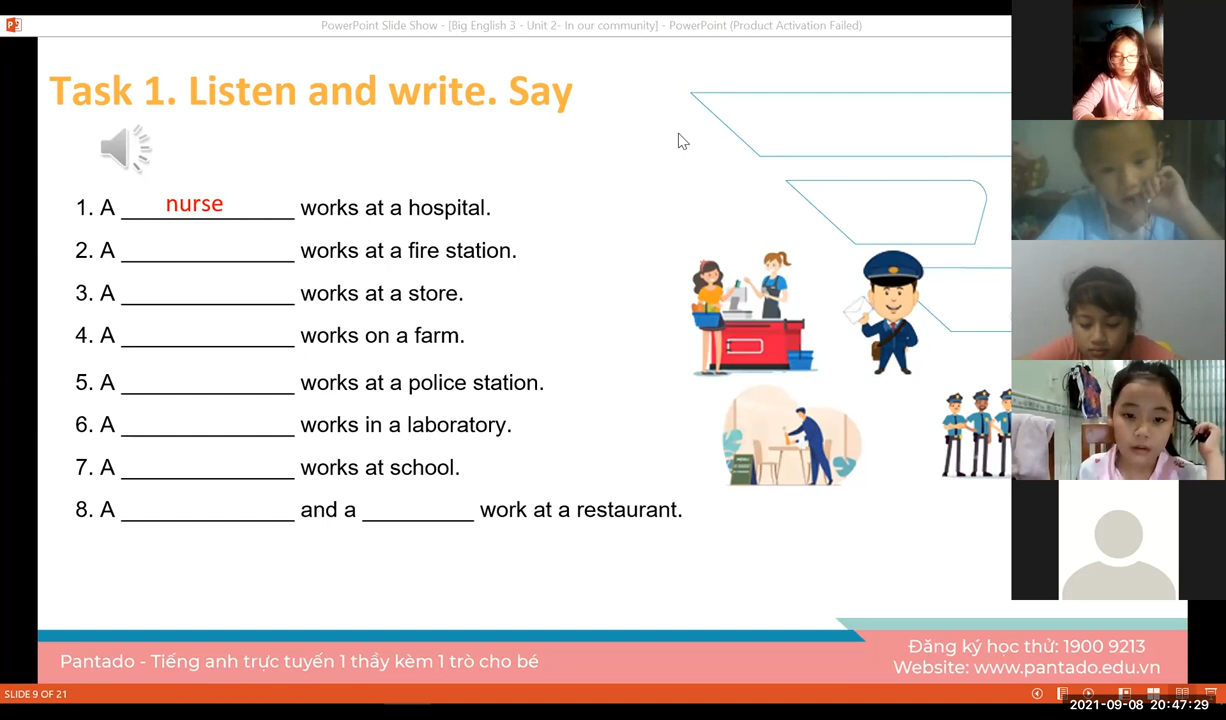 PowerPoint Slide Show - [Big English 3 - Unit 2- In our community] - PowerPoint (Product Activation Failed)
Task 1. Listen and write. Say
1. A nurse works at a hospital.
2. A ______________ works at a fire station.
3. A ______________ works at a store.
4. A ______________ works on a farm.
5. A ______________ works at a police station.
6. A ______________ works in a laboratory.
7. A ______________ works at school.
8. A ______________ and a _________ work at a restaurant.
Pantado - Tiếng anh trực tuyến 1 thầy kèm 1 trò cho bé
Đăng ký học thử: 1900 9213
Website: www.pantado.edu.vn
SLIDE 9 OF 21
2021-09-08 20:47:29